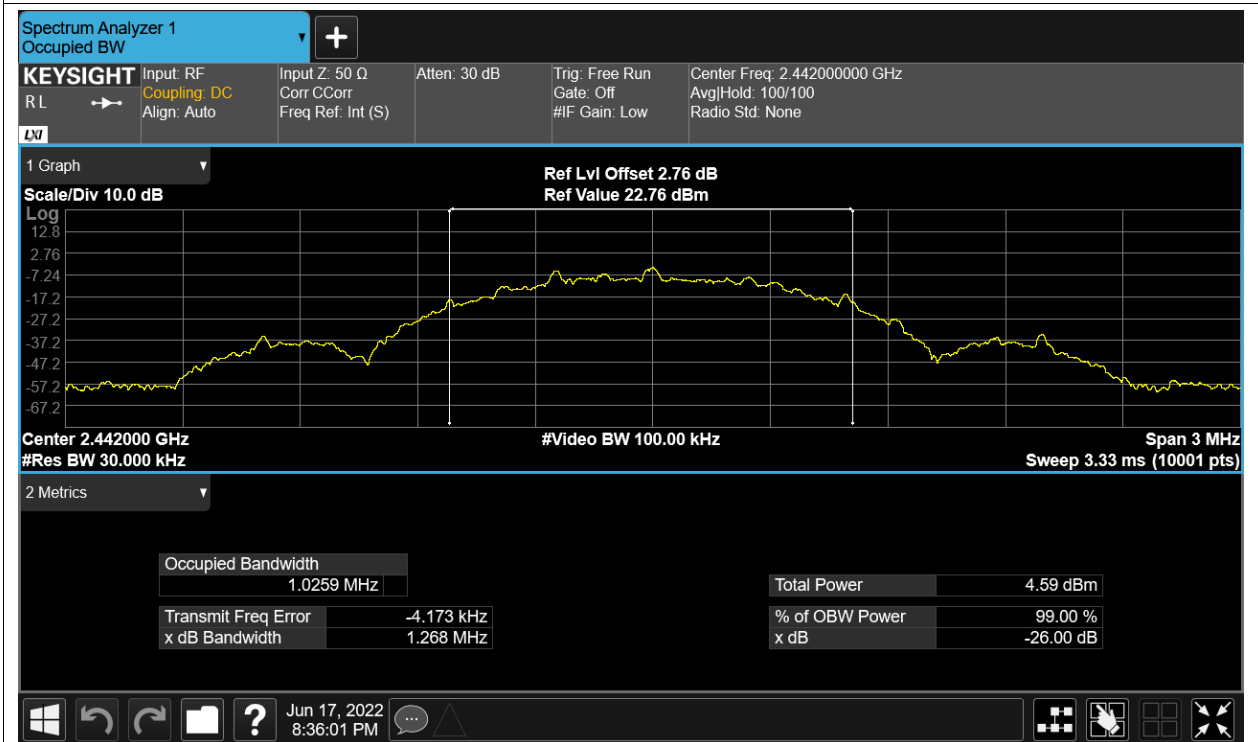 Spectrum Analyzer 1
Occupied BW
KEYSIGHT
R L
LXI
Input: RF
Coupling: DC
Align: Auto
Input Z: 50 Ω
Corr CCorr
Freq Ref: Int (S)
Atten: 30 dB
Trig: Free Run
Gate: Off
#IF Gain: Low
Center Freq: 2.442000000 GHz
Avg|Hold: 100/100
Radio Std: None
1 Graph
Scale/Div 10.0 dB
Ref Lvl Offset 2.76 dB
Ref Value 22.76 dBm
Log
12.8
2.76
-7.24
-17.2
-27.2
-37.2
-47.2
-57.2
-67.2
Center 2.442000 GHz
#Res BW 30.000 kHz
#Video BW 100.00 kHz
Span 3 MHz
Sweep 3.33 ms (10001 pts)
2 Metrics
Occupied Bandwidth
1.0259 MHz
Transmit Freq Error -4.173 kHz
x dB Bandwidth 1.268 MHz
Total Power 4.59 dBm
% of OBW Power 99.00 %
x dB -26.00 dB
?
Jun 17, 2022
8:36:01 PM